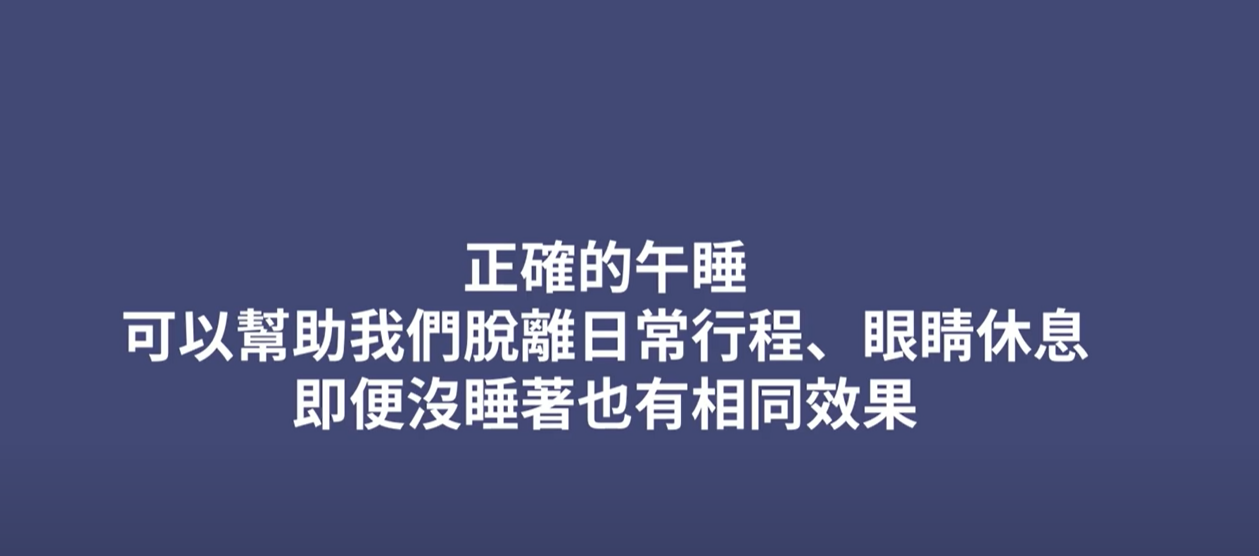 正確的午睡
可以幫助我們脫離日常行程、眼睛休息
即便沒睡著也有相同效果